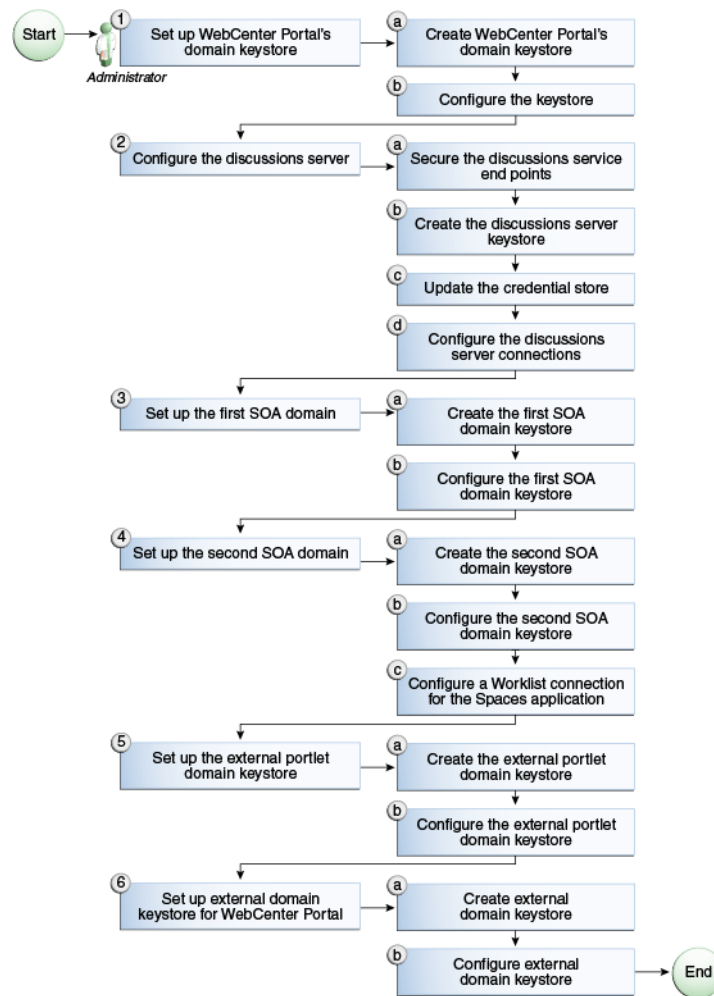 Start
1
Administrator
Set up WebCenter Portal's
domain keystore
a
Create WebCenter Portal's
domain keystore
b
Configure the keystore
2
Configure the discussions server
a
Secure the discussions service
end points
b
Create the discussions server
keystore
c
Update the credential store
d
Configure the discussions
server connections
3
Set up the first SOA domain
a
Create the first SOA
domain keystore
b
Configure the first SOA
domain keystore
4
Set up the second SOA domain
a
Create the second SOA
domain keystore
b
Configure the second SOA
domain keystore
c
Configure a Worklist connection
for the Spaces application
5
Set up the external portlet
domain keystore
a
Create the external portlet
domain keystore
b
Configure the external portlet
domain keystore
6
Set up external domain
keystore for WebCenter Portal
a
Create external
domain keystore
b
Configure external
domain keystore
End